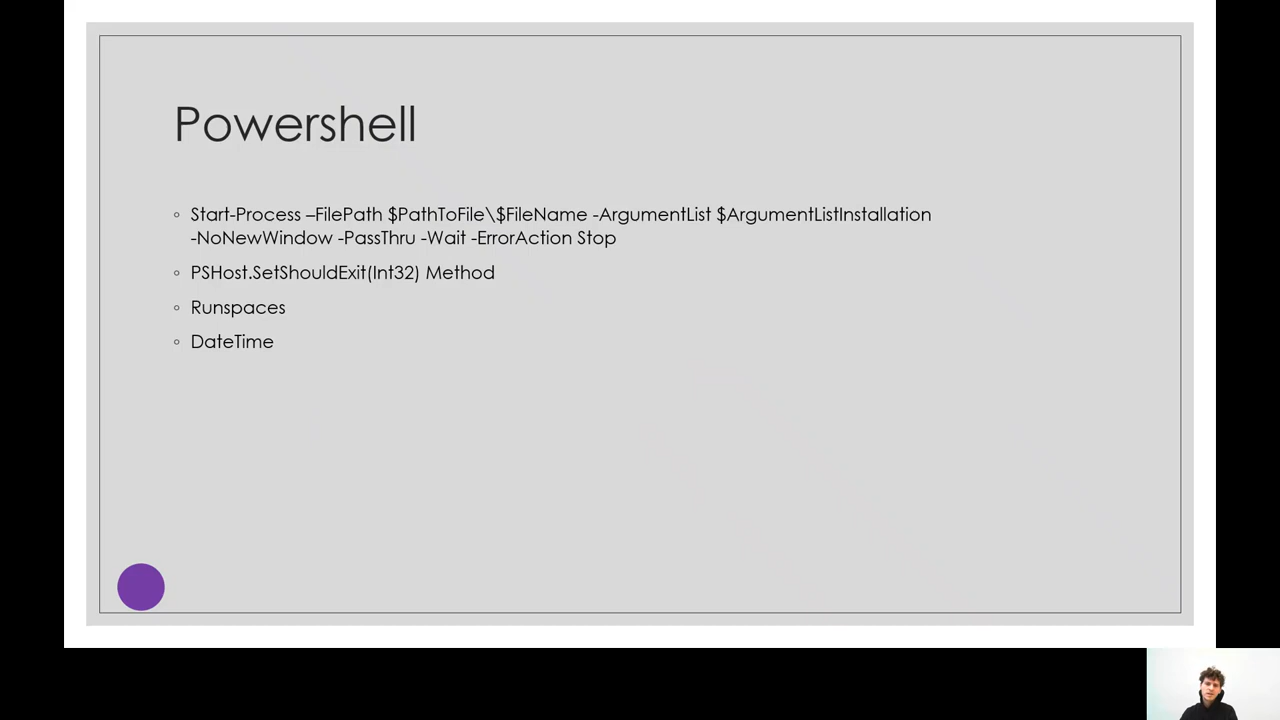 Powershell
◦ Start-Process –FilePath $PathToFile\$FileName -ArgumentList $ArgumentListInstallation
-NoNewWindow -PassThru -Wait -ErrorAction Stop
◦ PSHost.SetShouldExit(Int32) Method
◦ Runspaces
◦ DateTime